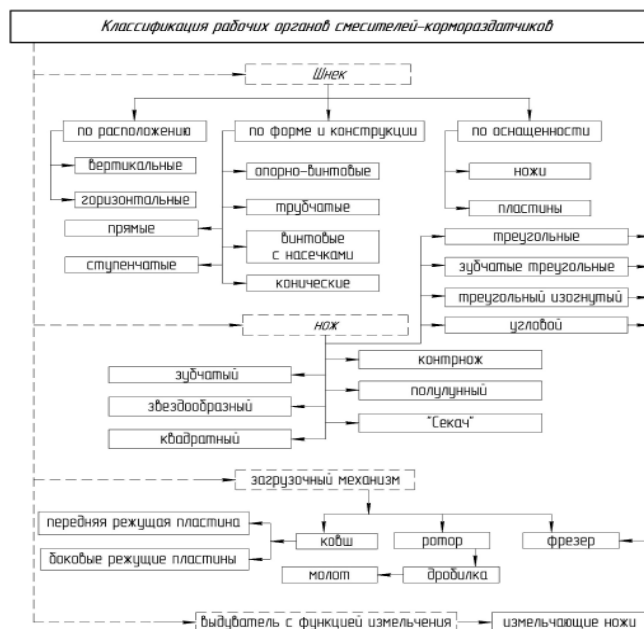 Классификация рабочих органов смесителей-кормораздатчиков
Шнек
по расположению
по форме и конструкции
по оснащенности
вертикальные
опорно-винтовые
ножи
горизонтальные
трубчатые
пластины
прямые
винтовые
с насечками
треугольные
ступенчатые
зубчатые треугольные
конические
треугольный изогнутый
нож
угловой
контрнож
зубчатый
полулунный
звездообразный
"Секач"
квадратный
загрузочный механизм
передняя режущая пластина
ковш
ротор
фрезер
боковые режущие пластины
молот
дробилка
выдуватель с функцией измельчения
измельчающие ножи